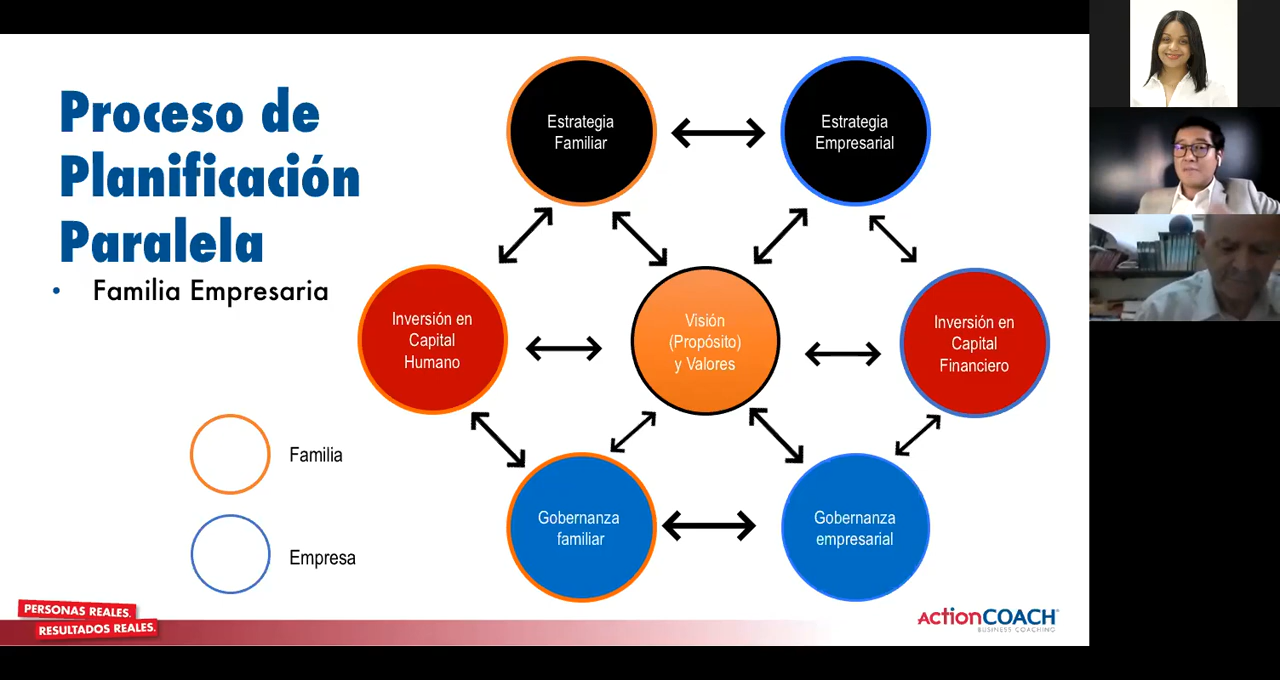 Proceso de
Planificación
Paralela
• Familia Empresaria
Estrategia
Familiar
Estrategia
Empresarial
Inversión en
Capital
Humano
Visión
(Propósito)
y Valores
Inversión en
Capital
Financiero
Gobernanza
familiar
Gobernanza
empresarial
Familia
Empresa
PERSONAS REALES.
RESULTADOS REALES.
ActionCOACH
BUSINESS COACHING